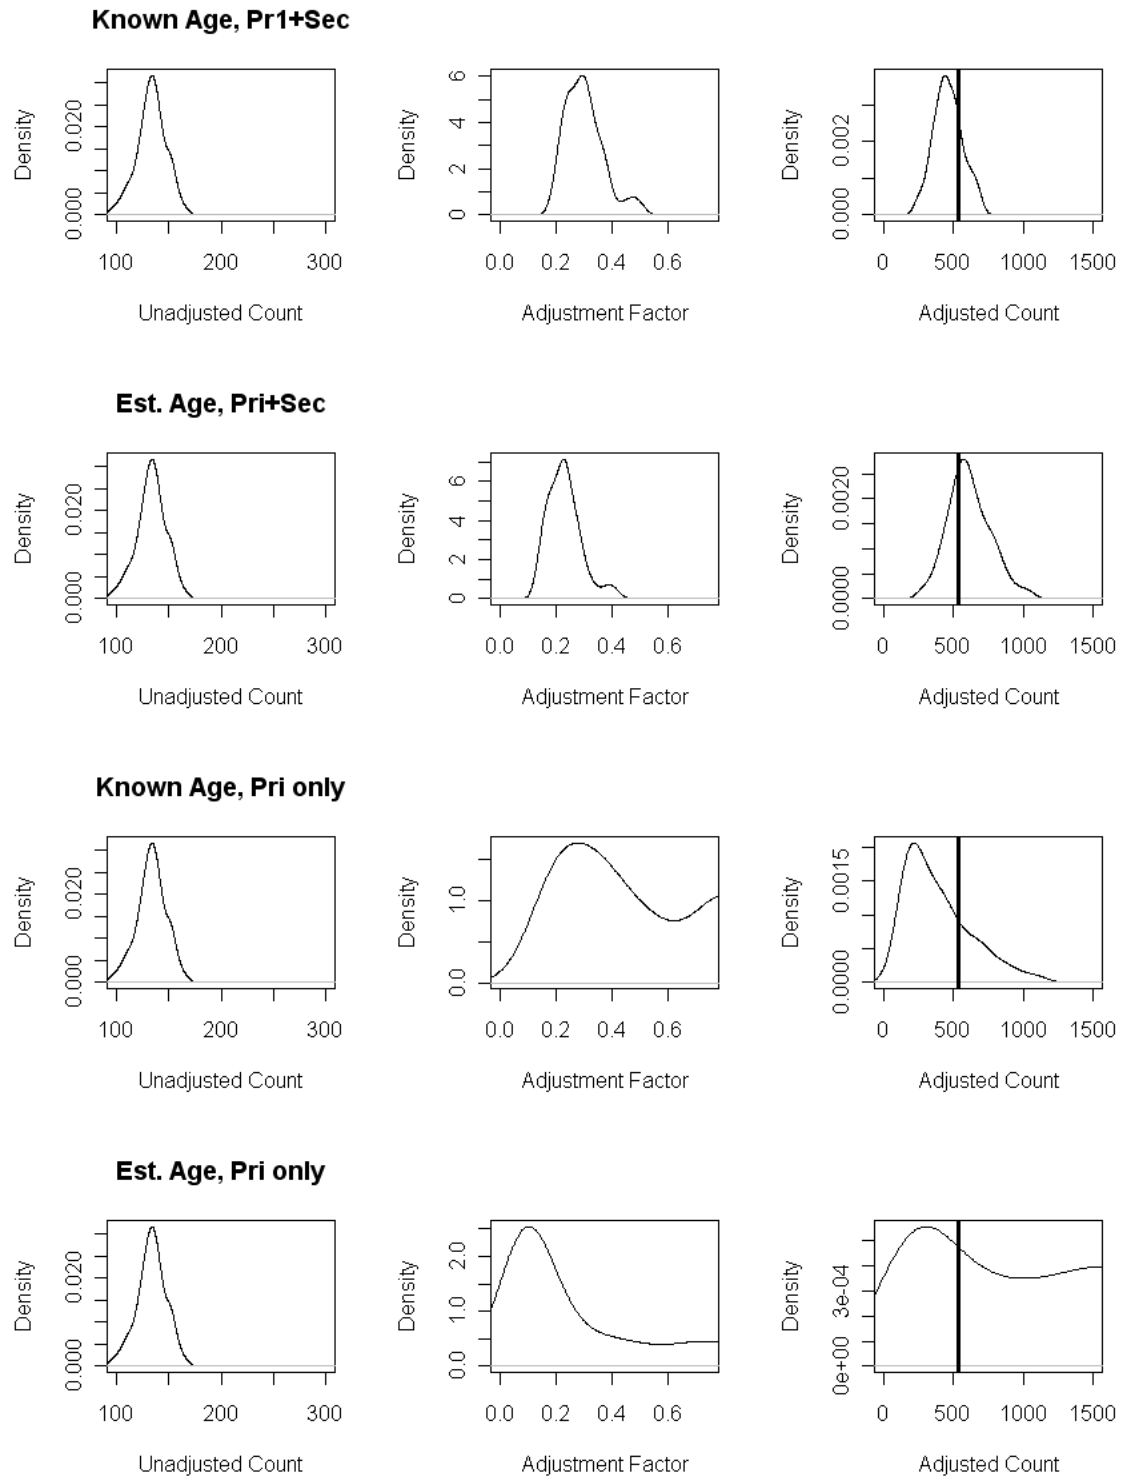 Known Age, Pr1+Sec
Density
0.000 0.020
100 200 300
Unadjusted Count
Density
0 2 4 6
0.0 0.2 0.4 0.6
Adjustment Factor
Density
0.000 0.002
0 500 1000 1500
Adjusted Count
Est. Age, Pri+Sec
Density
0.000 0.020
100 200 300
Unadjusted Count
Density
0 2 4 6
0.0 0.2 0.4 0.6
Adjustment Factor
Density
0.0000 0.0020
0 500 1000 1500
Adjusted Count
Known Age, Pri only
Density
0.000 0.020
100 200 300
Unadjusted Count
Density
0.0 1.0
0.0 0.2 0.4 0.6
Adjustment Factor
Density
0.0000 0.0015
0 500 1000 1500
Adjusted Count
Est. Age, Pri only
Density
0.000 0.020
100 200 300
Unadjusted Count
Density
0.0 1.0 2.0
0.0 0.2 0.4 0.6
Adjustment Factor
Density
0e+00 3e-04
0 500 1000 1500
Adjusted Count